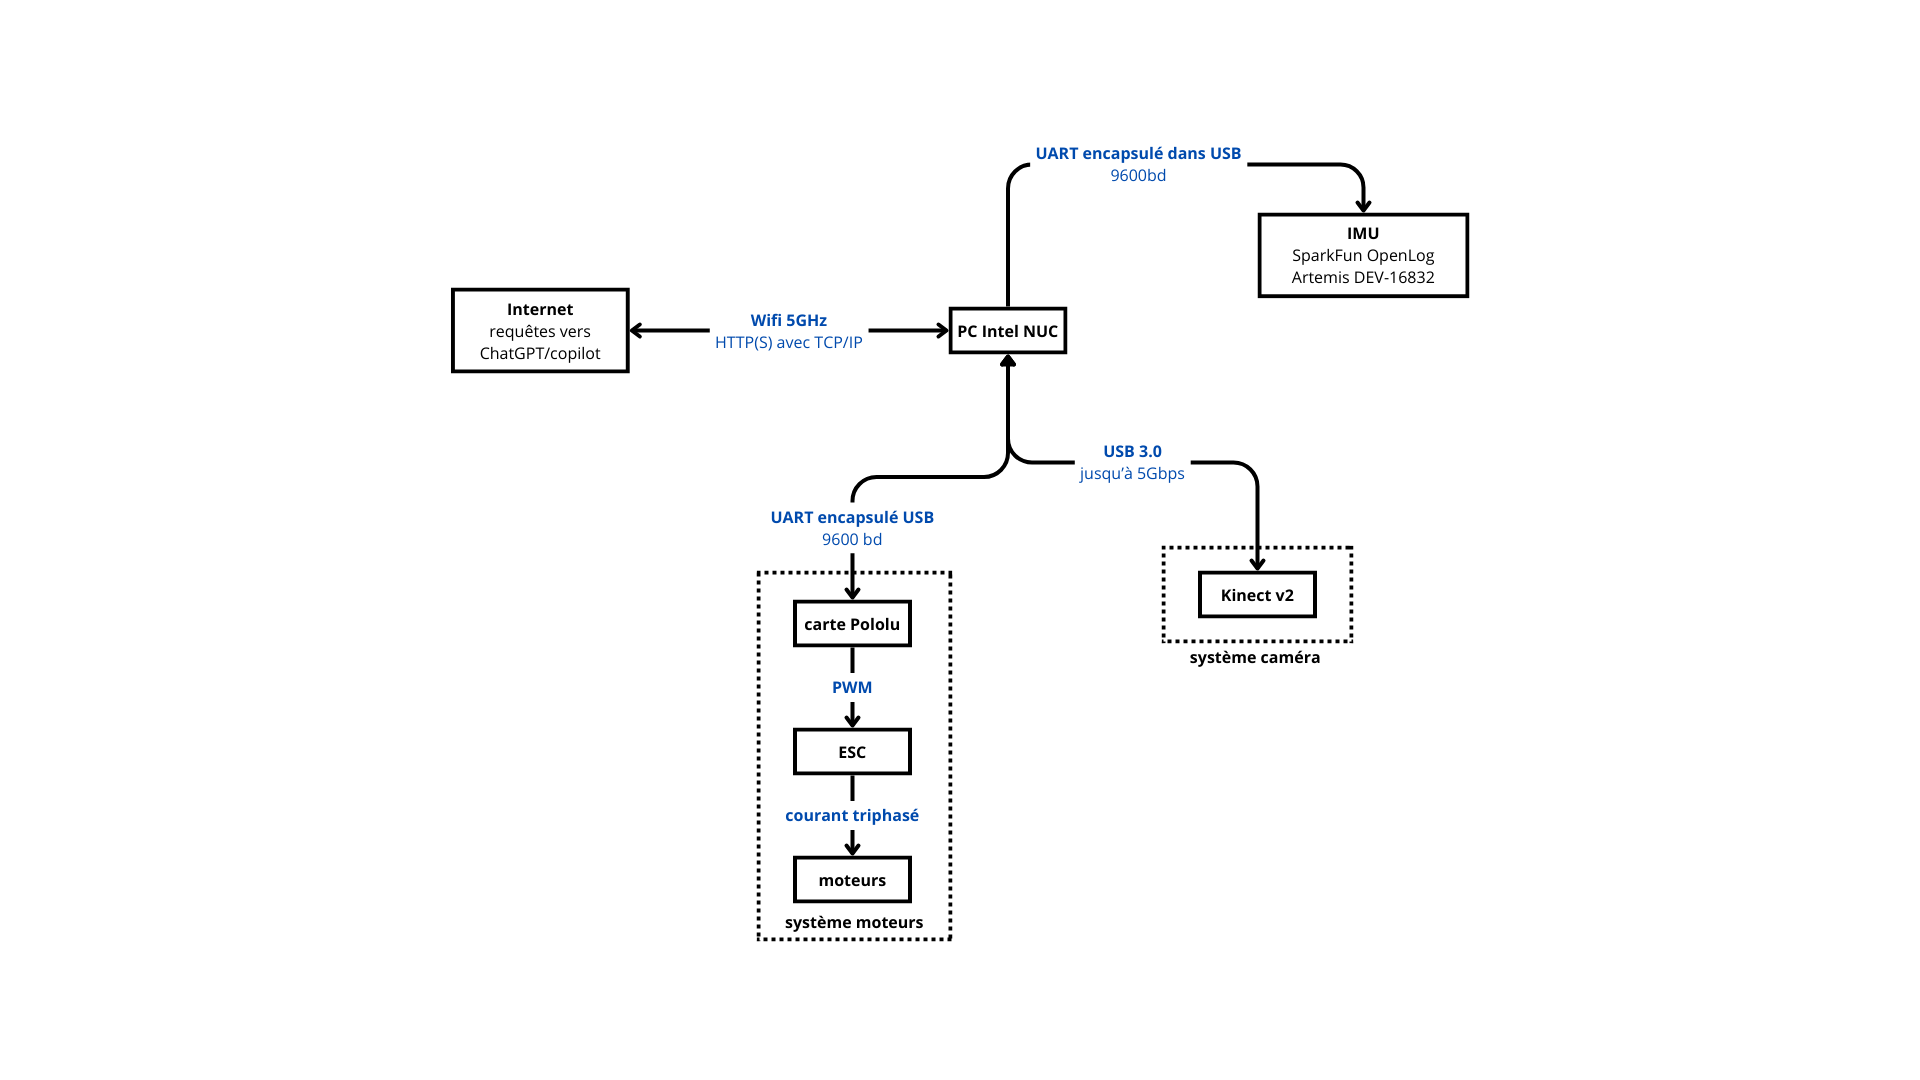 UART encapsulé dans USB
9600bd
IMU
SparkFun OpenLog
Artemis DEV-16832
Internet
requêtes vers
ChatGPT/copilot
Wifi 5GHz
HTTP(S) avec TCP/IP
PC Intel NUC
USB 3.0
jusqu'à 5Gbps
UART encapsulé USB
9600 bd
carte Pololu
PWM
ESC
courant triphasé
moteurs
système moteurs
Kinect v2
système caméra